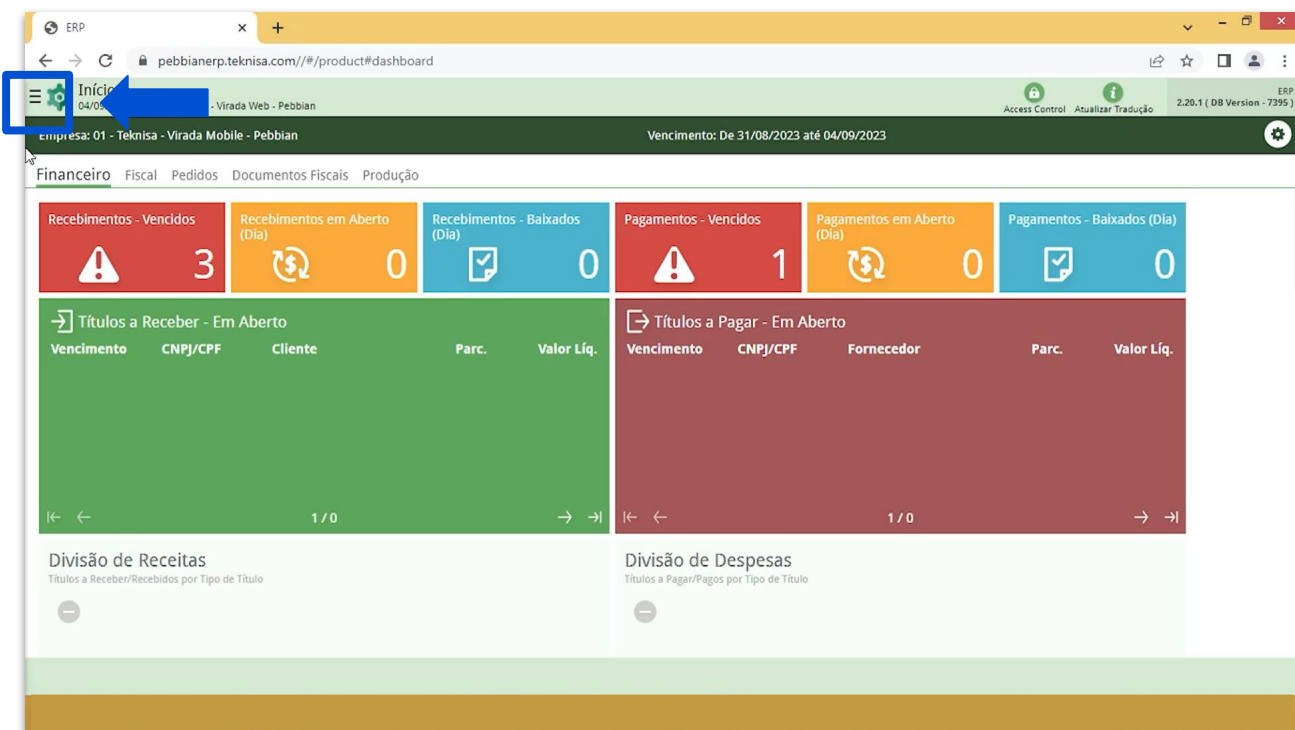 ERP
pebbianerp.teknisa.com//#/product#dashboard
Início
04/09 - Virada Web - Pebbian
Access Control
Atualizar Tradução
ERP
2.20.1 ( DB Version - 7395 )
Empresa: 01 - Teknisa - Virada Mobile - Pebbian
Vencimento: De 31/08/2023 até 04/09/2023
Financeiro Fiscal Pedidos Documentos Fiscais Produção
Recebimentos - Vencidos
3
Recebimentos em Aberto
(Dia)
0
Recebimentos - Baixados
(Dia)
0
Pagamentos - Vencidos
1
Pagamentos em Aberto
(Dia)
0
Pagamentos - Baixados (Dia)
0
Títulos a Receber - Em Aberto
Vencimento CNPJ/CPF Cliente Parc. Valor Líq.
1 / 0
Títulos a Pagar - Em Aberto
Vencimento CNPJ/CPF Fornecedor Parc. Valor Líq.
1 / 0
Divisão de Receitas
Títulos a Receber/Recebidos por Tipo de Título
Divisão de Despesas
Títulos a Pagar/Pagos por Tipo de Título